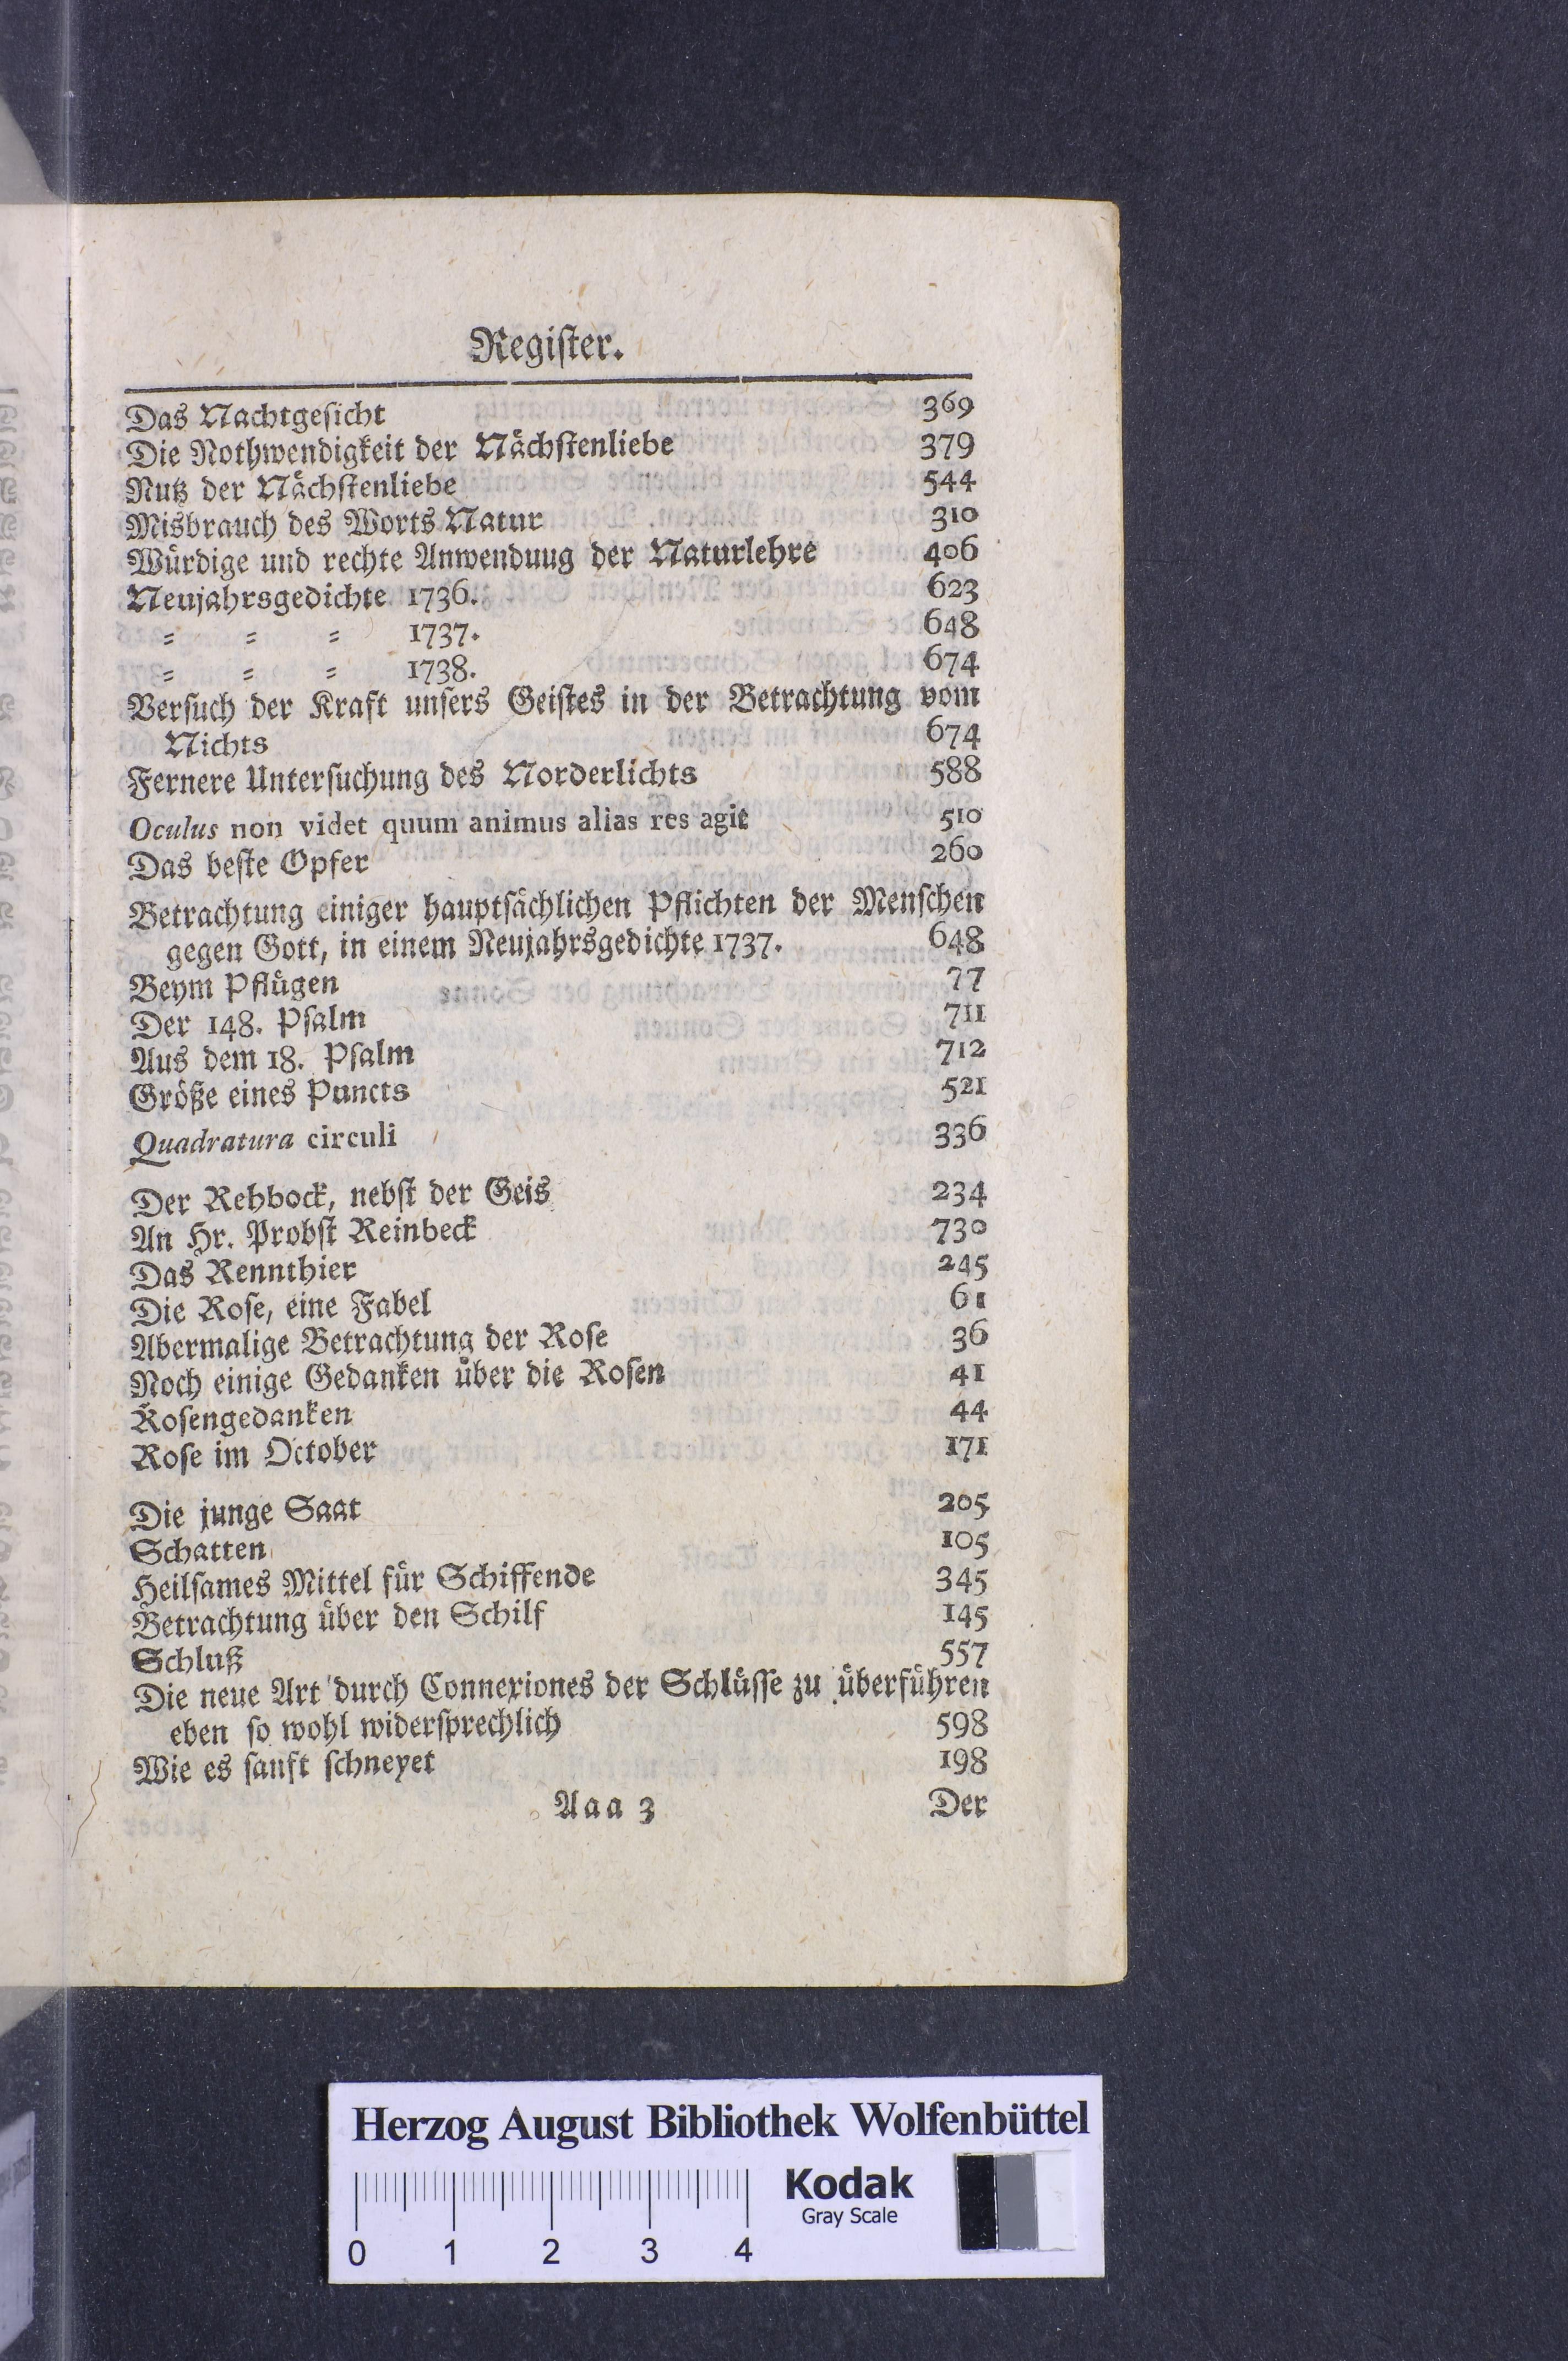 Regiſter.
Das Nachtgeſicht 369
Die Nothwendigkeit der Nächſtenliebe 379
Nutz der Nächſtenliebe 544
Misbrauch des Worts Natur 310
Würdige und rechte Anwenduug der Naturlehre 406
Neujahrsgedichte 1736. 623
= = = 1737. 648
= = = 1738. 674
Verſuch der Kraft unſers Geiſtes in der Betrachtung vom
Nichts 674
Fernere Unterſuchung des Norderlichts 588
Oculus non videt quum animus alias res agit 510
Das beſte Opfer 260
Betrachtung einiger hauptſächlichen Pflichten der Menſchen
gegen Gott, in einem Neujahrsgedichte 1737. 648
Beym Pflügen 77
Der 148. Pſalm 711
Aus dem 18. Pſalm 712
Größe eines Puncts 521
Quadratura circuli 336
Der Rehbock, nebſt der Geis 234
An Hr. Probſt Reinbeck 730
Das Rennthier 245
Die Roſe, eine Fabel 61
Abermalige Betrachtung der Roſe 36
Noch einige Gedanken über die Roſen 41
Roſengedanken 44
Roſe im October 171
Die junge Saat 205
Schatten 105
Heilſames Mittel für Schiffende 345
Betrachtung über den Schilf 145
Schluß 557
Die neue Art durch Connexiones der Schlüſſe zu überführen
eben ſo wohl widerſprechlich 598
Wie es ſanft ſchneyet 198
Aaa 3 Der
Herzog August Bibliothek Wolfenbüttel
Kodak
Gray Scale
0 1 2 3 4